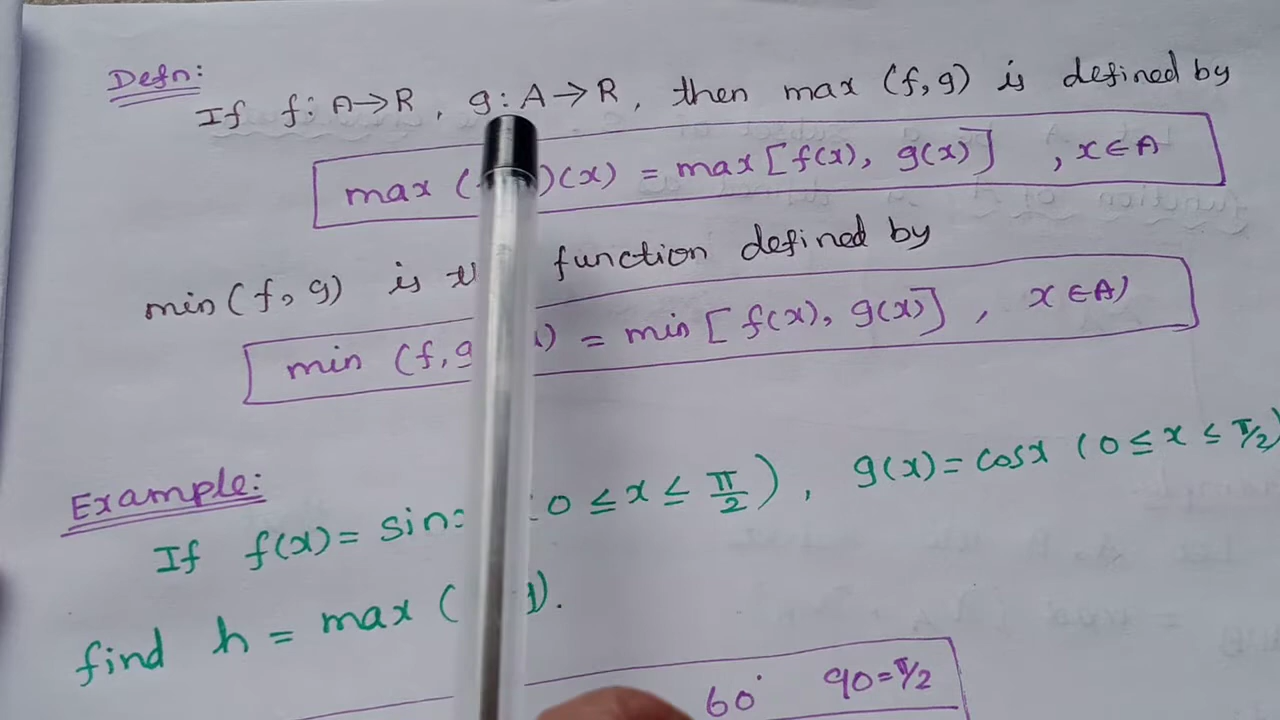 Defn:
If f: A→R, g: A→R, then max (f,g) is defined by
max ( )(x) = max [f(x), g(x)] , x∈A
min (f, g) is function defined by
min (f,g ) = min [f(x), g(x)] , x∈A)
Example:
If f(x) = sin 0 ≤ x ≤ π/2), g(x) = cosx (0 ≤ x ≤ π/2)
find h = max ( ).
60° 90=π/2